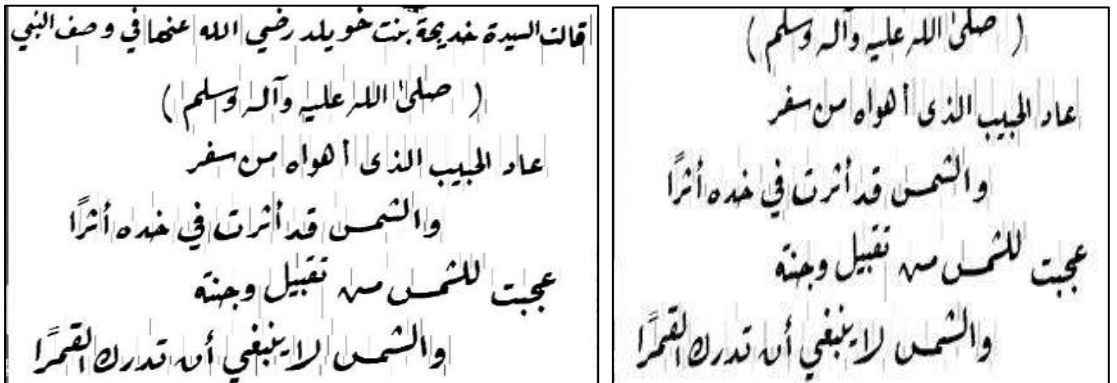 قالت السيدة خديجة بنت خويلد رضي الله عنها في وصف النبي
( صلىٰ الله عليه وآله وسلم )
عاد الحبيب الذى أهواه من سفر
والشمس قد أثرت في خده أثرًا
عجبت للشمس من تقبيل وجنته
والشمس لا ينبغي أن تدرك القمرًا
( صلىٰ الله عليه وآله وسلم )
عاد الحبيب الذى أهواه من سفر
والشمس قد أثرت في خده أثرًا
عجبت للشمس من تقبيل وجنته
والشمس لا ينبغي أن تدرك القمرًا